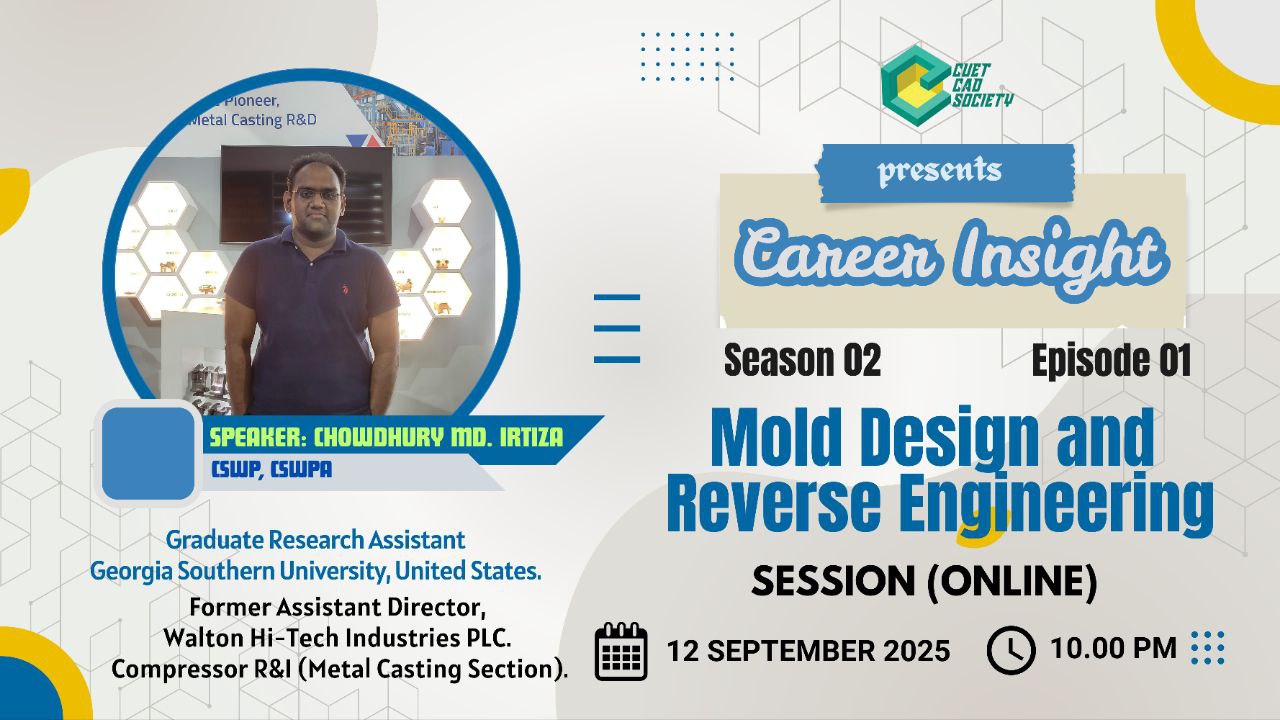 Pioneer,
Metal Casting R&D
SPEAKER: CHOWDHURY MD. IRTIZA
CSWP, CSWPA
Graduate Research Assistant
Georgia Southern University, United States.
Former Assistant Director,
Walton Hi-Tech Industries PLC.
Compressor R&I (Metal Casting Section).
CUET
CAD
SOCIETY
presents
Career Insight
Season 02 Episode 01
Mold Design and
Reverse Engineering
SESSION (ONLINE)
12 SEPTEMBER 2025 10.00 PM